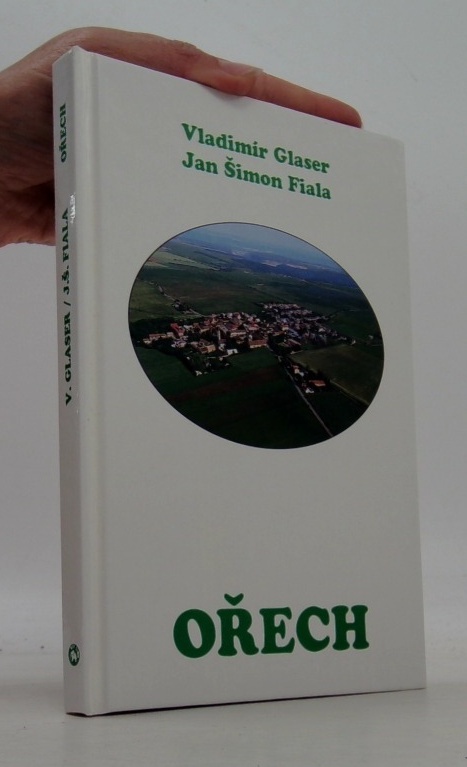 Vladimír Glaser
Jan Šimon Fiala
OŘECH
V. GLASER / J.Š. FIALA OŘECH